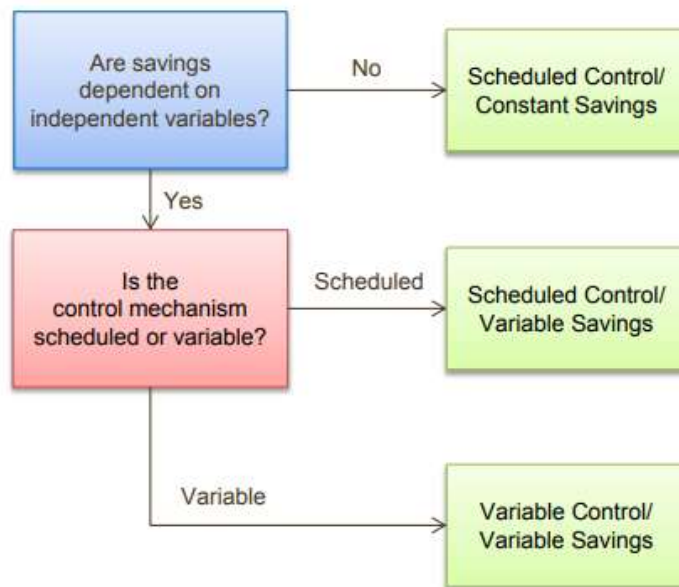 Are savings
dependent on
independent variables?
No
Scheduled Control/
Constant Savings
Yes
Is the
control mechanism
scheduled or variable?
Scheduled
Scheduled Control/
Variable Savings
Variable
Variable Control/
Variable Savings